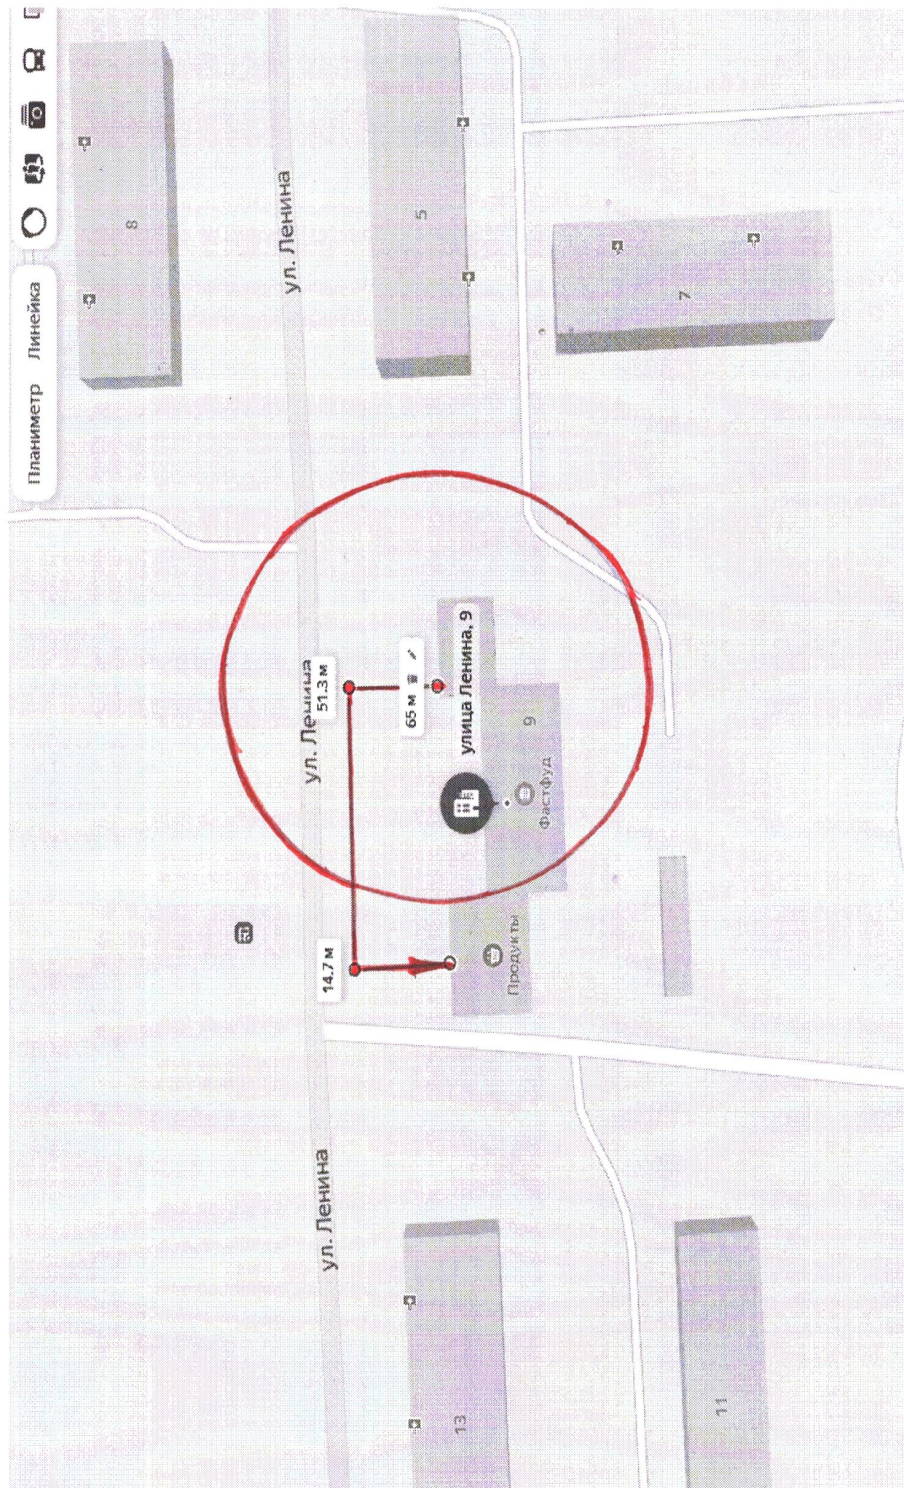 Планиметр
Линейка
8
ул. Ленина
5
7
ул. Ленина
51.3 м
65 м
улица Ленина, 9
9
Фастфуд
14.7 м
Продукты
ул. Ленина
13
11